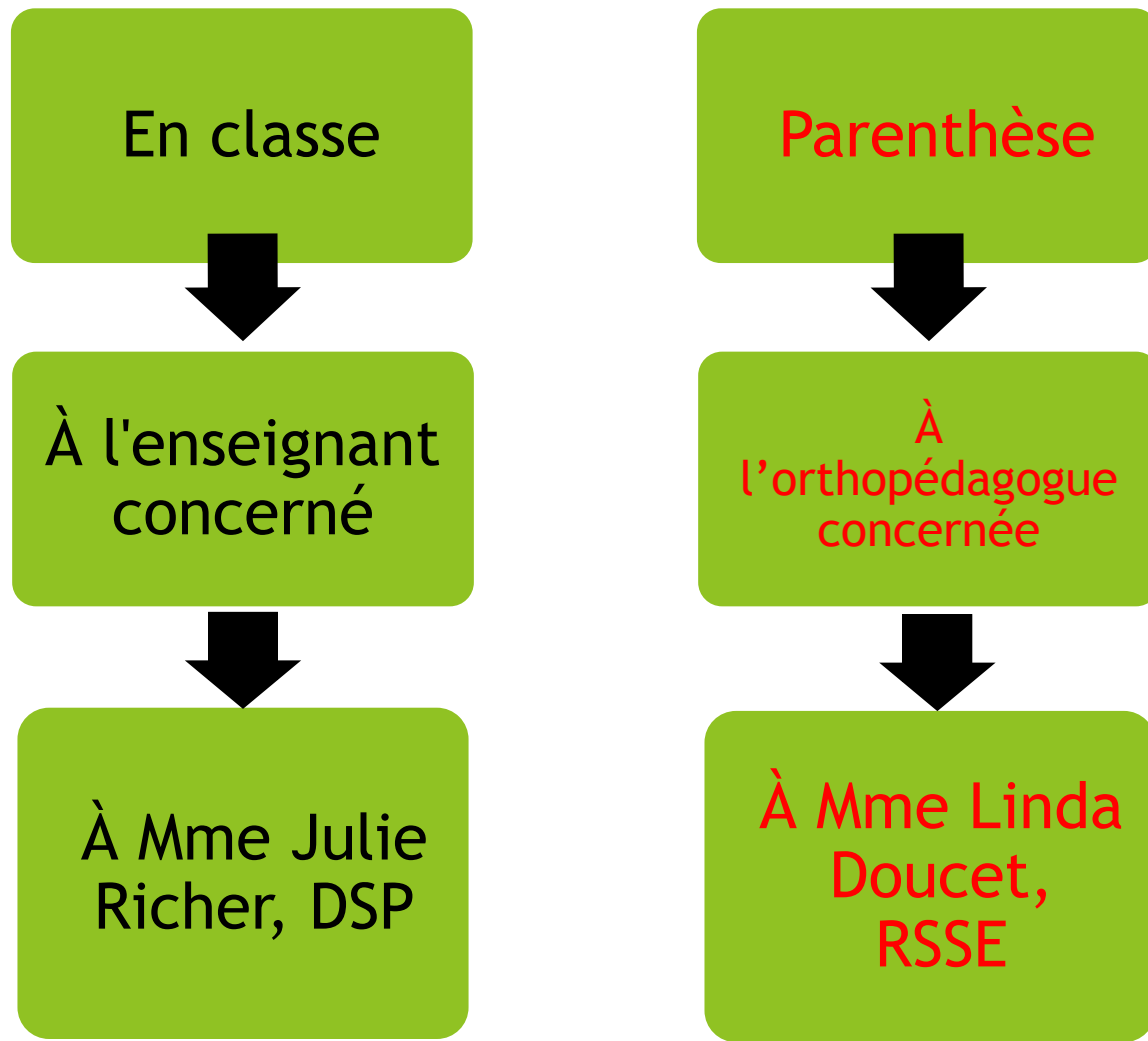 En classe
À l'enseignant
concerné
À Mme Julie
Richer, DSP
Parenthèse
À
l’orthopédagogue
concernée
À Mme Linda
Doucet,
RSSE